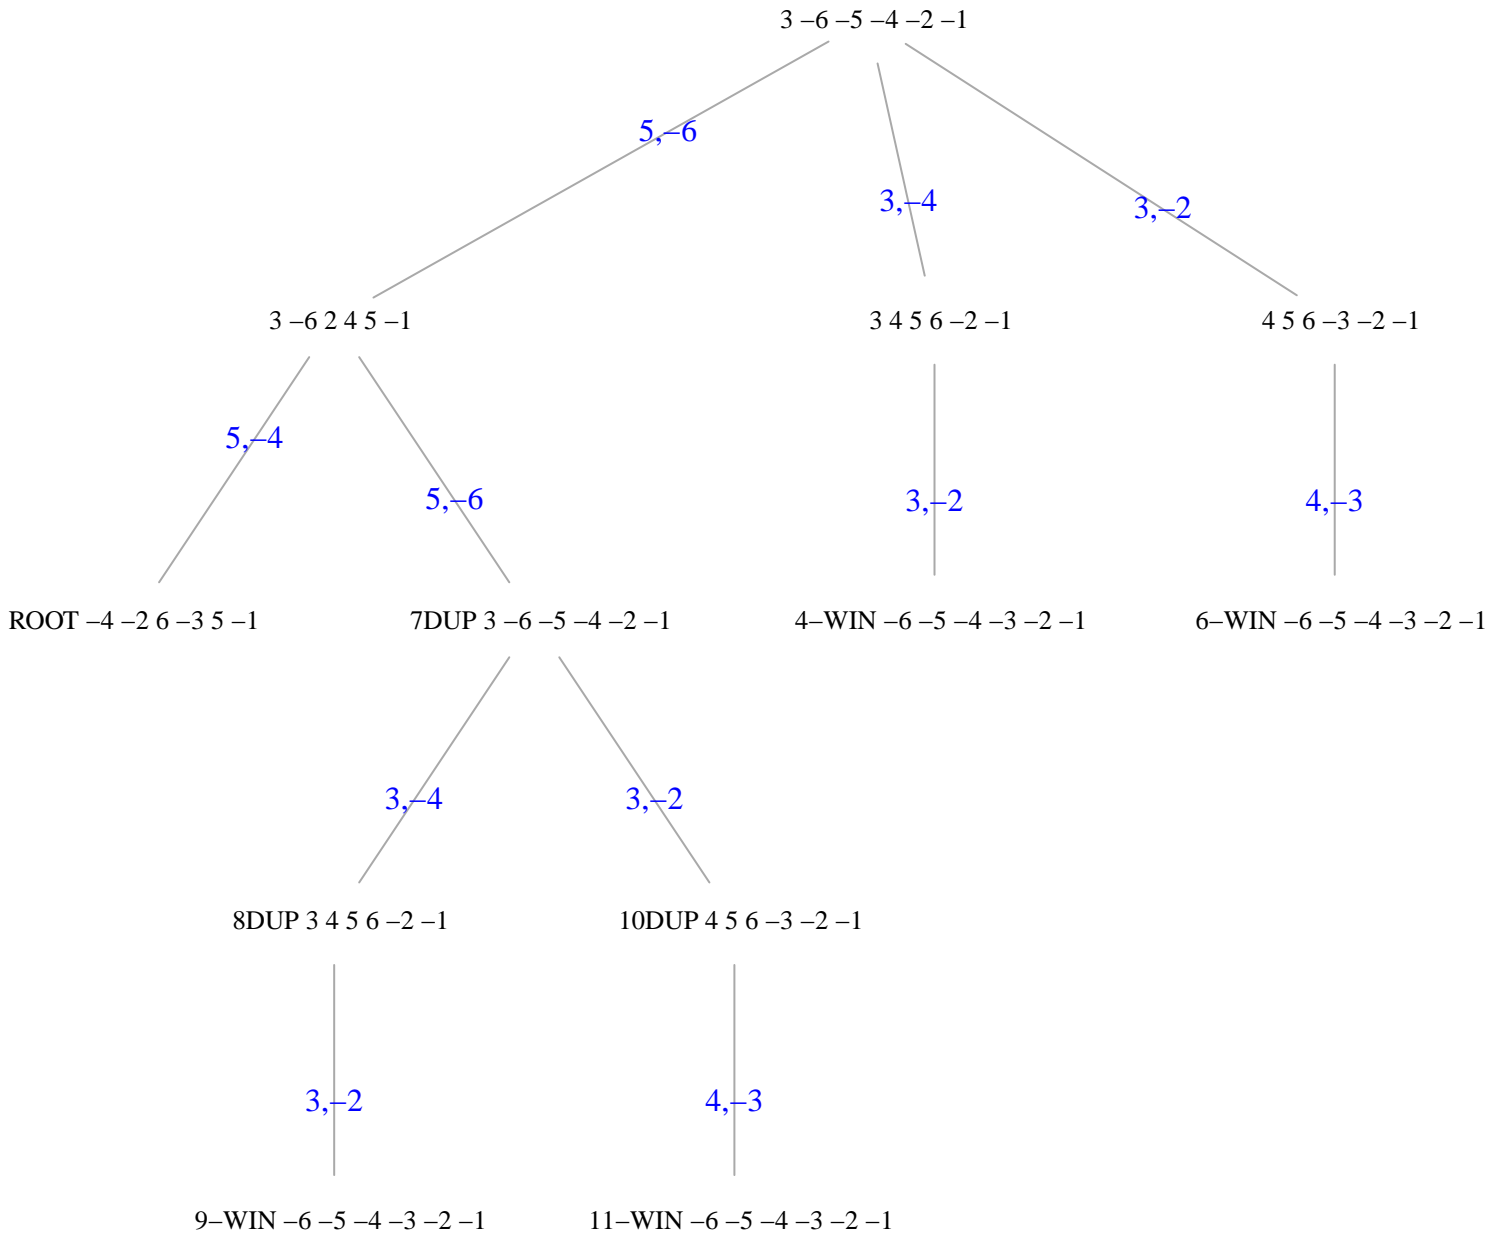 3 –6 –5 –4 –2 –1
5,–6
3,–4
3,–2
3 –6 2 4 5 –1
3 4 5 6 –2 –1
4 5 6 –3 –2 –1
5,–4
5,–6
3,–2
4,–3
ROOT –4 –2 6 –3 5 –1
7DUP 3 –6 –5 –4 –2 –1
4–WIN –6 –5 –4 –3 –2 –1
6–WIN –6 –5 –4 –3 –2 –1
3,–4
3,–2
8DUP 3 4 5 6 –2 –1
10DUP 4 5 6 –3 –2 –1
3,–2
4,–3
9–WIN –6 –5 –4 –3 –2 –1
11–WIN –6 –5 –4 –3 –2 –1